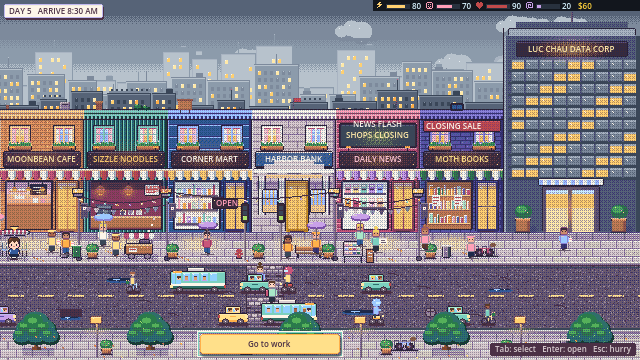 DAY 5 ARRIVE 8:30 AM
80 70 90 20 $60
LUC CHAU DATA CORP
NEWS FLASH
SHOPS CLOSING
CLOSING SALE
MOONBEAN CAFE
SIZZLE NOODLES
CORNER MART
HARBOR BANK
DAILY NEWS
MOTH BOOKS
OPEN
Go to work
Tab: select Enter: open Esc: hurry